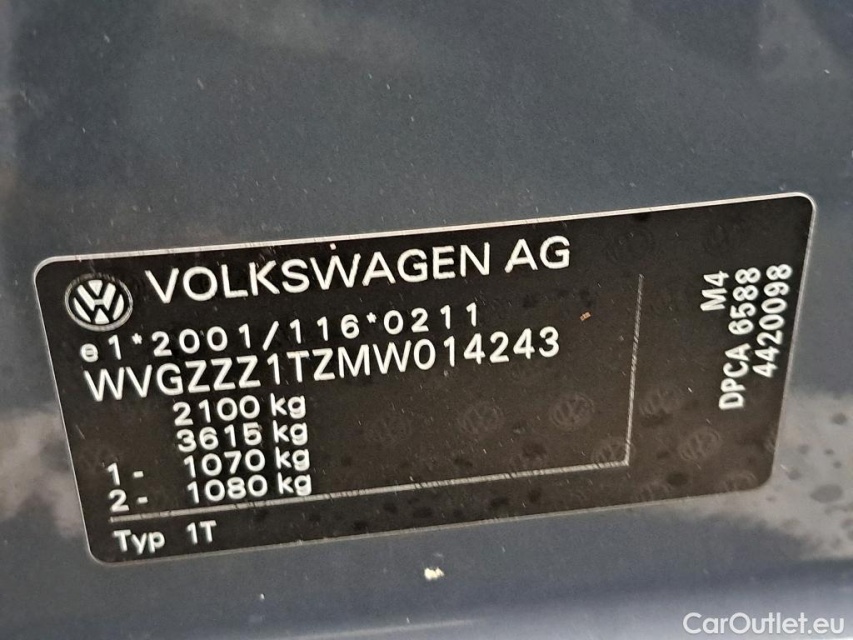 VOLKSWAGEN AG
e1*2001/116*0211
WVGZZZ1TZMW014243
2100 kg
3615 kg
1- 1070 kg
2- 1080 kg
Typ 1T
M4
DPCA 6588
4420098
CarOutlet.eu